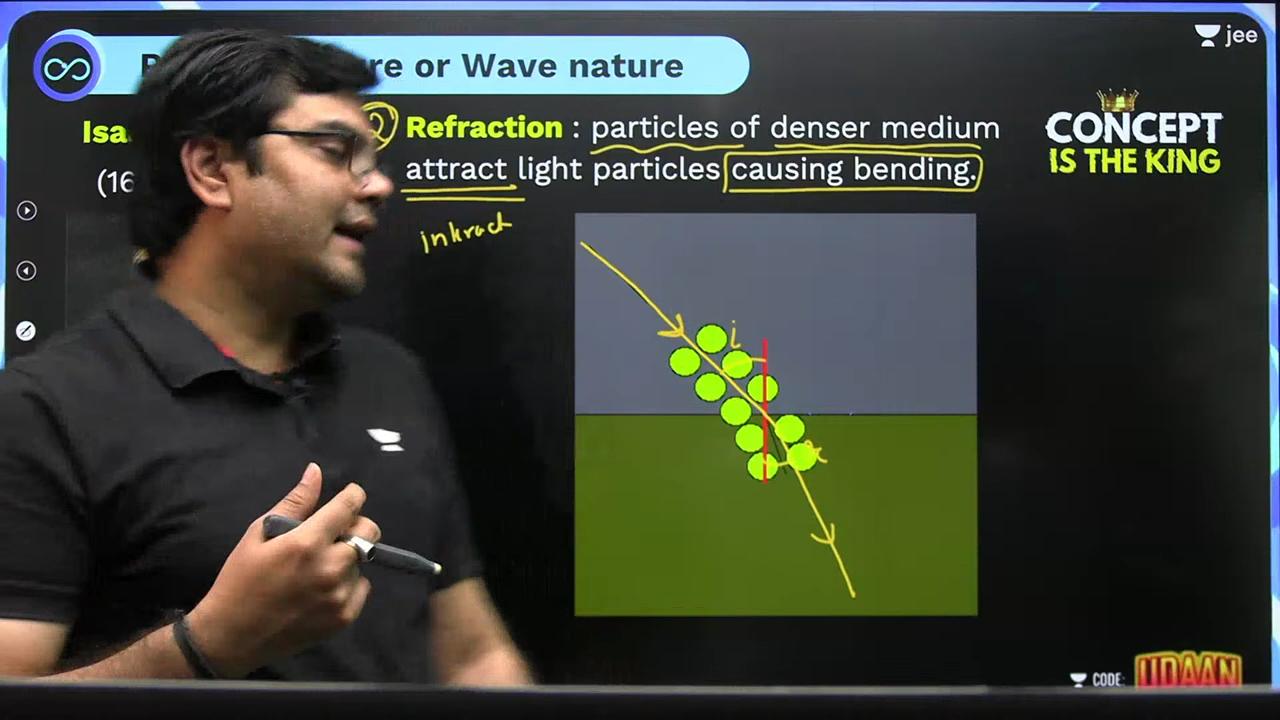 jee
re or Wave nature
CONCEPT
IS THE KING
Isa
(16
2 Refraction : particles of denser medium
attract light particles causing bending.
interact
i
r
CODE: UDAAN